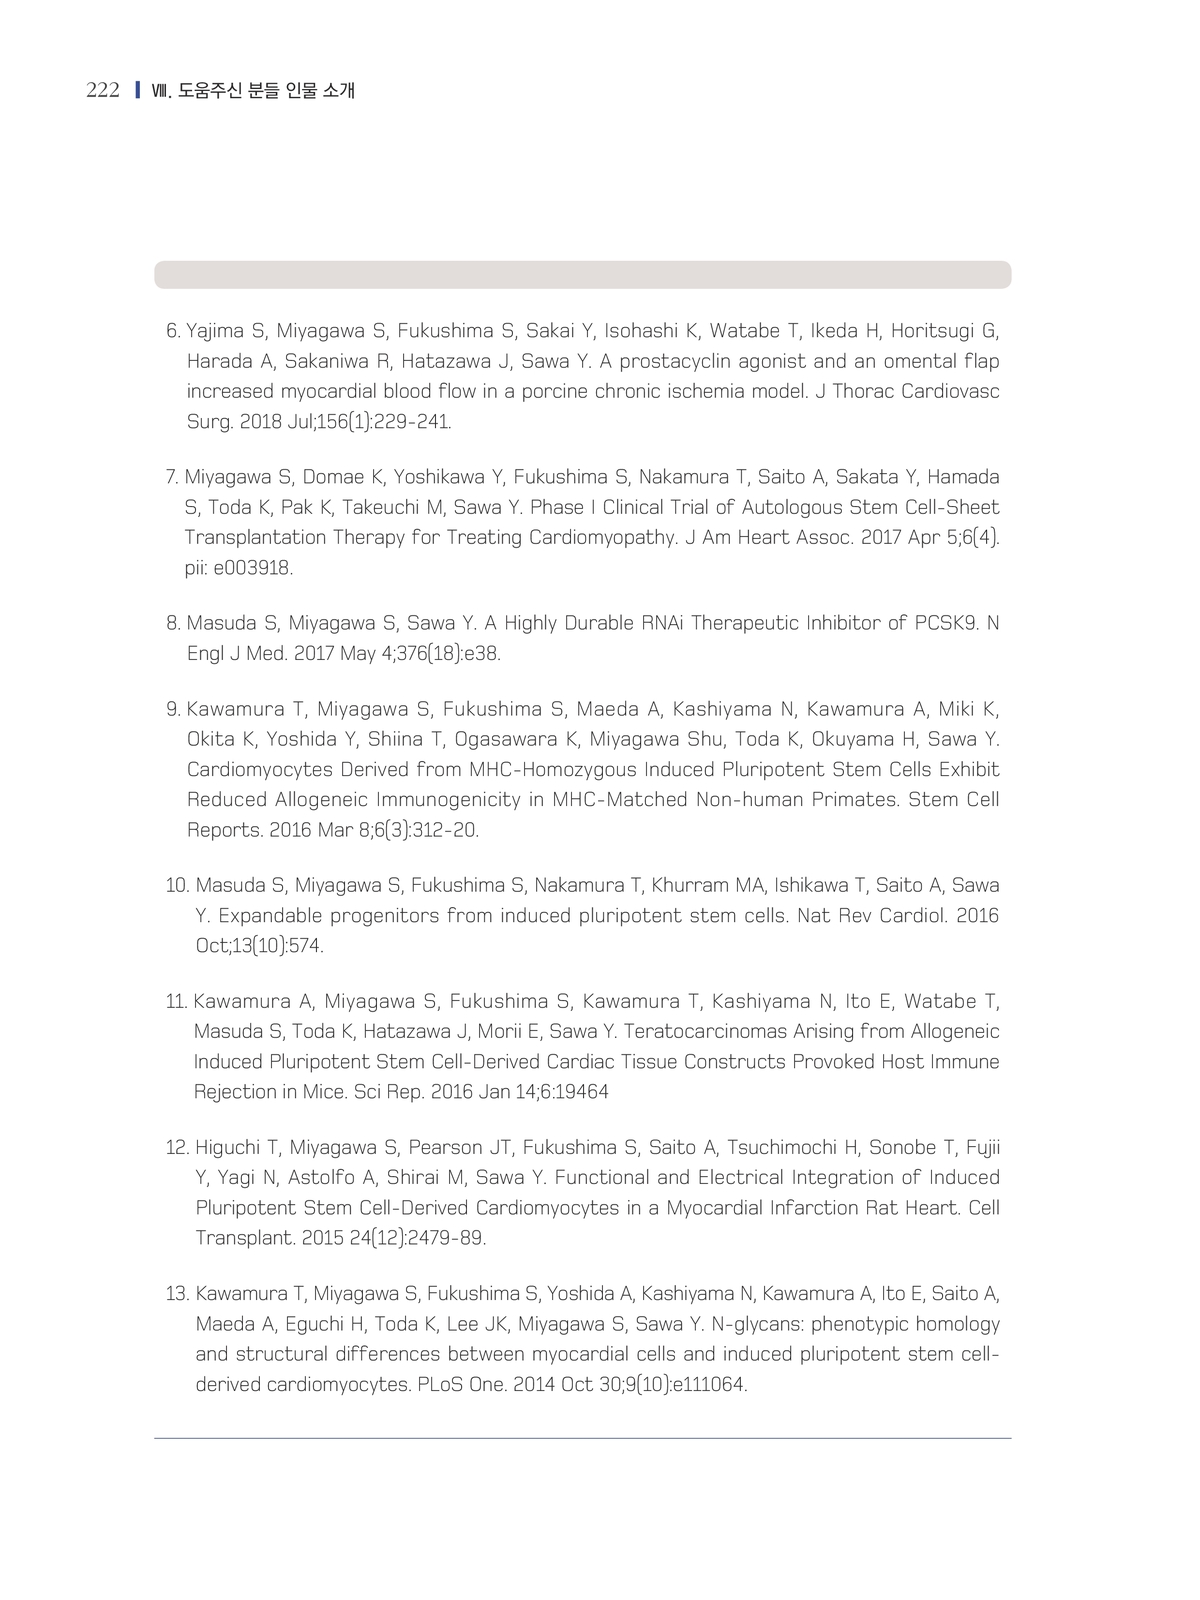 222 Ⅷ. 도움주신 분들 인물 소개
6. Yajima S, Miyagawa S, Fukushima S, Sakai Y, Isohashi K, Watabe T, Ikeda H, Horitsugi G,
Harada A, Sakaniwa R, Hatazawa J, Sawa Y. A prostacyclin agonist and an omental flap
increased myocardial blood flow in a porcine chronic ischemia model. J Thorac Cardiovasc
Surg. 2018 Jul;156(1):229-241.
7. Miyagawa S, Domae K, Yoshikawa Y, Fukushima S, Nakamura T, Saito A, Sakata Y, Hamada
S, Toda K, Pak K, Takeuchi M, Sawa Y. Phase I Clinical Trial of Autologous Stem Cell-Sheet
Transplantation Therapy for Treating Cardiomyopathy. J Am Heart Assoc. 2017 Apr 5;6(4).
pii: e003918.
8. Masuda S, Miyagawa S, Sawa Y. A Highly Durable RNAi Therapeutic Inhibitor of PCSK9. N
Engl J Med. 2017 May 4;376(18):e38.
9. Kawamura T, Miyagawa S, Fukushima S, Maeda A, Kashiyama N, Kawamura A, Miki K,
Okita K, Yoshida Y, Shiina T, Ogasawara K, Miyagawa Shu, Toda K, Okuyama H, Sawa Y.
Cardiomyocytes Derived from MHC-Homozygous Induced Pluripotent Stem Cells Exhibit
Reduced Allogeneic Immunogenicity in MHC-Matched Non-human Primates. Stem Cell
Reports. 2016 Mar 8;6(3):312-20.
10. Masuda S, Miyagawa S, Fukushima S, Nakamura T, Khurram MA, Ishikawa T, Saito A, Sawa
Y. Expandable progenitors from induced pluripotent stem cells. Nat Rev Cardiol. 2016
Oct;13(10):574.
11. Kawamura A, Miyagawa S, Fukushima S, Kawamura T, Kashiyama N, Ito E, Watabe T,
Masuda S, Toda K, Hatazawa J, Morii E, Sawa Y. Teratocarcinomas Arising from Allogeneic
Induced Pluripotent Stem Cell-Derived Cardiac Tissue Constructs Provoked Host Immune
Rejection in Mice. Sci Rep. 2016 Jan 14;6:19464
12. Higuchi T, Miyagawa S, Pearson JT, Fukushima S, Saito A, Tsuchimochi H, Sonobe T, Fujii
Y, Yagi N, Astolfo A, Shirai M, Sawa Y. Functional and Electrical Integration of Induced
Pluripotent Stem Cell-Derived Cardiomyocytes in a Myocardial Infarction Rat Heart. Cell
Transplant. 2015 24(12):2479-89.
13. Kawamura T, Miyagawa S, Fukushima S, Yoshida A, Kashiyama N, Kawamura A, Ito E, Saito A,
Maeda A, Eguchi H, Toda K, Lee JK, Miyagawa S, Sawa Y. N-glycans: phenotypic homology
and structural differences between myocardial cells and induced pluripotent stem cell-
derived cardiomyocytes. PLoS One. 2014 Oct 30;9(10):e111064.